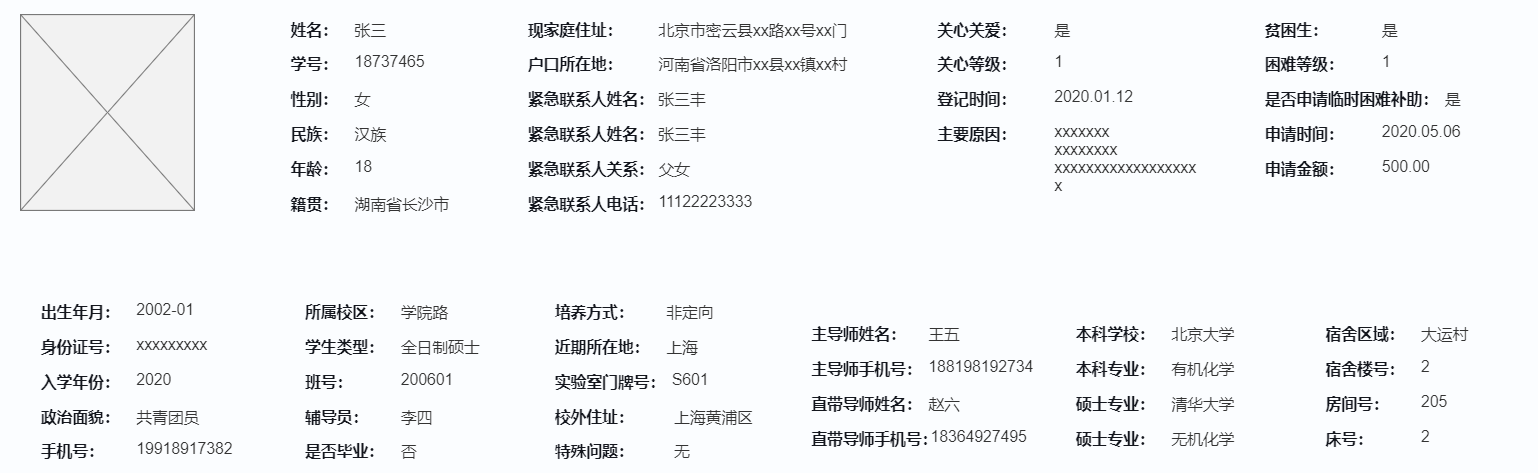 姓名： 张三
学号： 18737465
性别： 女
民族： 汉族
年龄： 18
籍贯： 湖南省长沙市
现家庭住址： 北京市密云县xx路xx号xx门
户口所在地： 河南省洛阳市xx县xx镇xx村
紧急联系人姓名： 张三丰
紧急联系人姓名： 张三丰
紧急联系人关系： 父女
紧急联系人电话： 11122223333
关心关爱： 是
关心等级： 1
登记时间： 2020.01.12
主要原因： xxxxxxx
xxxxxxxx
xxxxxxxxxxxxxxxxxx
x
贫困生： 是
困难等级： 1
是否申请临时困难补助： 是
申请时间： 2020.05.06
申请金额： 500.00
出生年月： 2002-01
身份证号： xxxxxxxxx
入学年份： 2020
政治面貌： 共青团员
手机号： 19918917382
所属校区： 学院路
学生类型： 全日制硕士
班号： 200601
辅导员： 李四
是否毕业： 否
培养方式： 非定向
近期所在地： 上海
实验室门牌号： S601
校外住址： 上海黄浦区
特殊问题： 无
主导师姓名： 王五
主导师手机号： 188198192734
直带导师姓名： 赵六
直带导师手机号： 18364927495
本科学校： 北京大学
本科专业： 有机化学
硕士专业： 清华大学
硕士专业： 无机化学
宿舍区域： 大运村
宿舍楼号： 2
房间号： 205
床号： 2